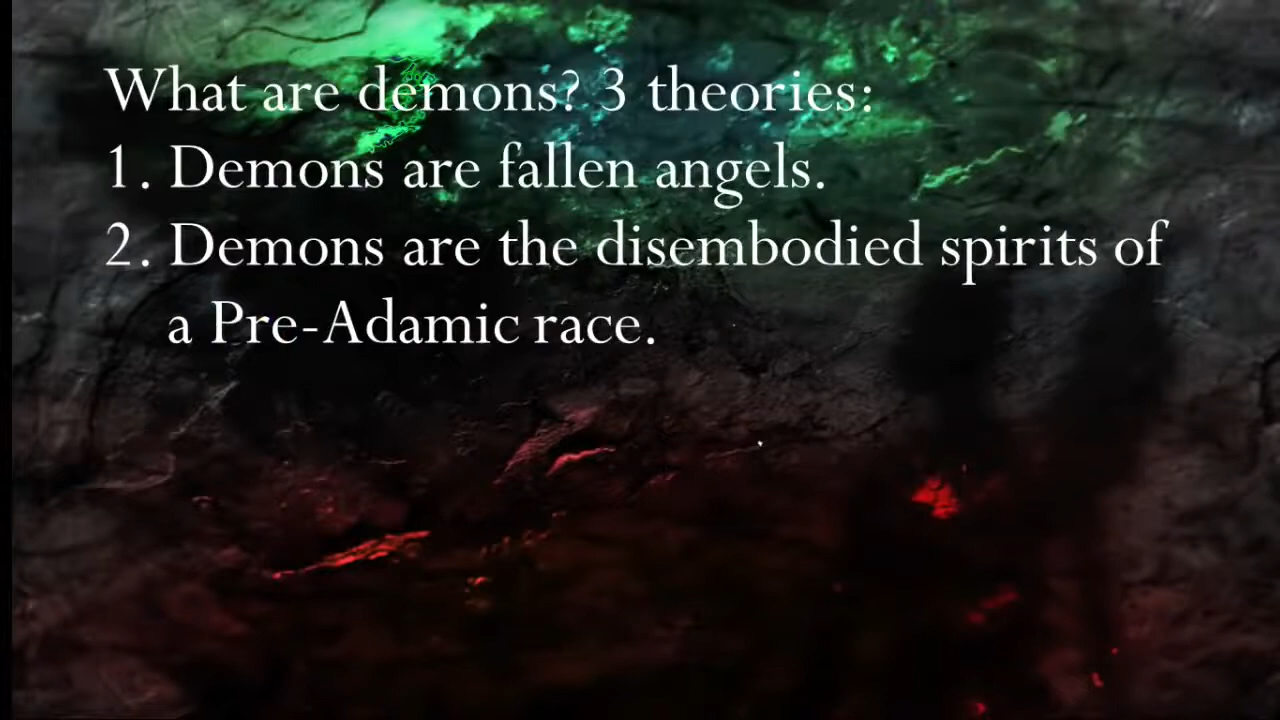 What are demons? 3 theories:
1. Demons are fallen angels.
2. Demons are the disembodied spirits of
a Pre-Adamic race.